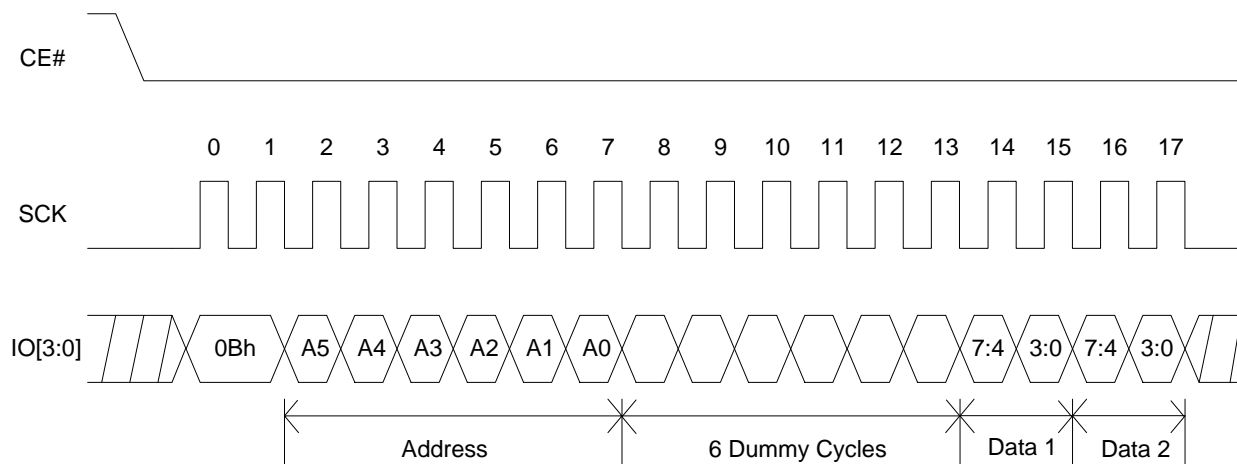 CE#
0 1 2 3 4 5 6 7 8 9 10 11 12 13 14 15 16 17
SCK
IO[3:0] 0Bh A5 A4 A3 A2 A1 A0 7:4 3:0 7:4 3:0
Address 6 Dummy Cycles Data 1 Data 2